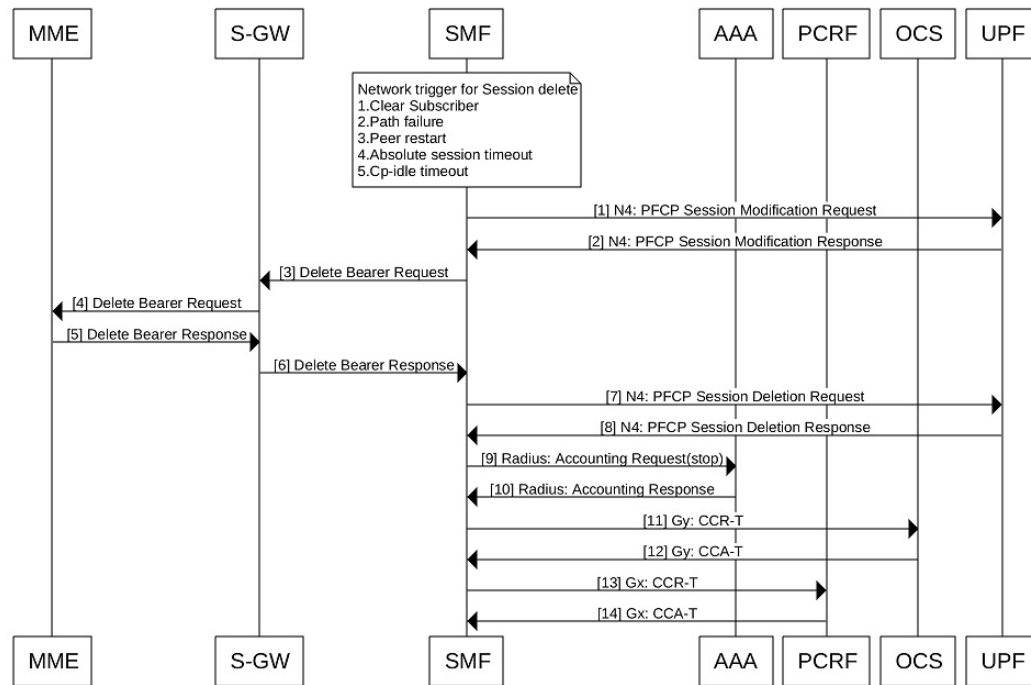 MME S-GW SMF AAA PCRF OCS UPF
Network trigger for Session delete
1.Clear Subscriber
2.Path failure
3.Peer restart
4.Absolute session timeout
5.Cp-idle timeout
[1] N4: PFCP Session Modification Request
[2] N4: PFCP Session Modification Response
[3] Delete Bearer Request
[4] Delete Bearer Request
[5] Delete Bearer Response
[6] Delete Bearer Response
[7] N4: PFCP Session Deletion Request
[8] N4: PFCP Session Deletion Response
[9] Radius: Accounting Request(stop)
[10] Radius: Accounting Response
[11] Gy: CCR-T
[12] Gy: CCA-T
[13] Gx: CCR-T
[14] Gx: CCA-T
MME S-GW SMF AAA PCRF OCS UPF